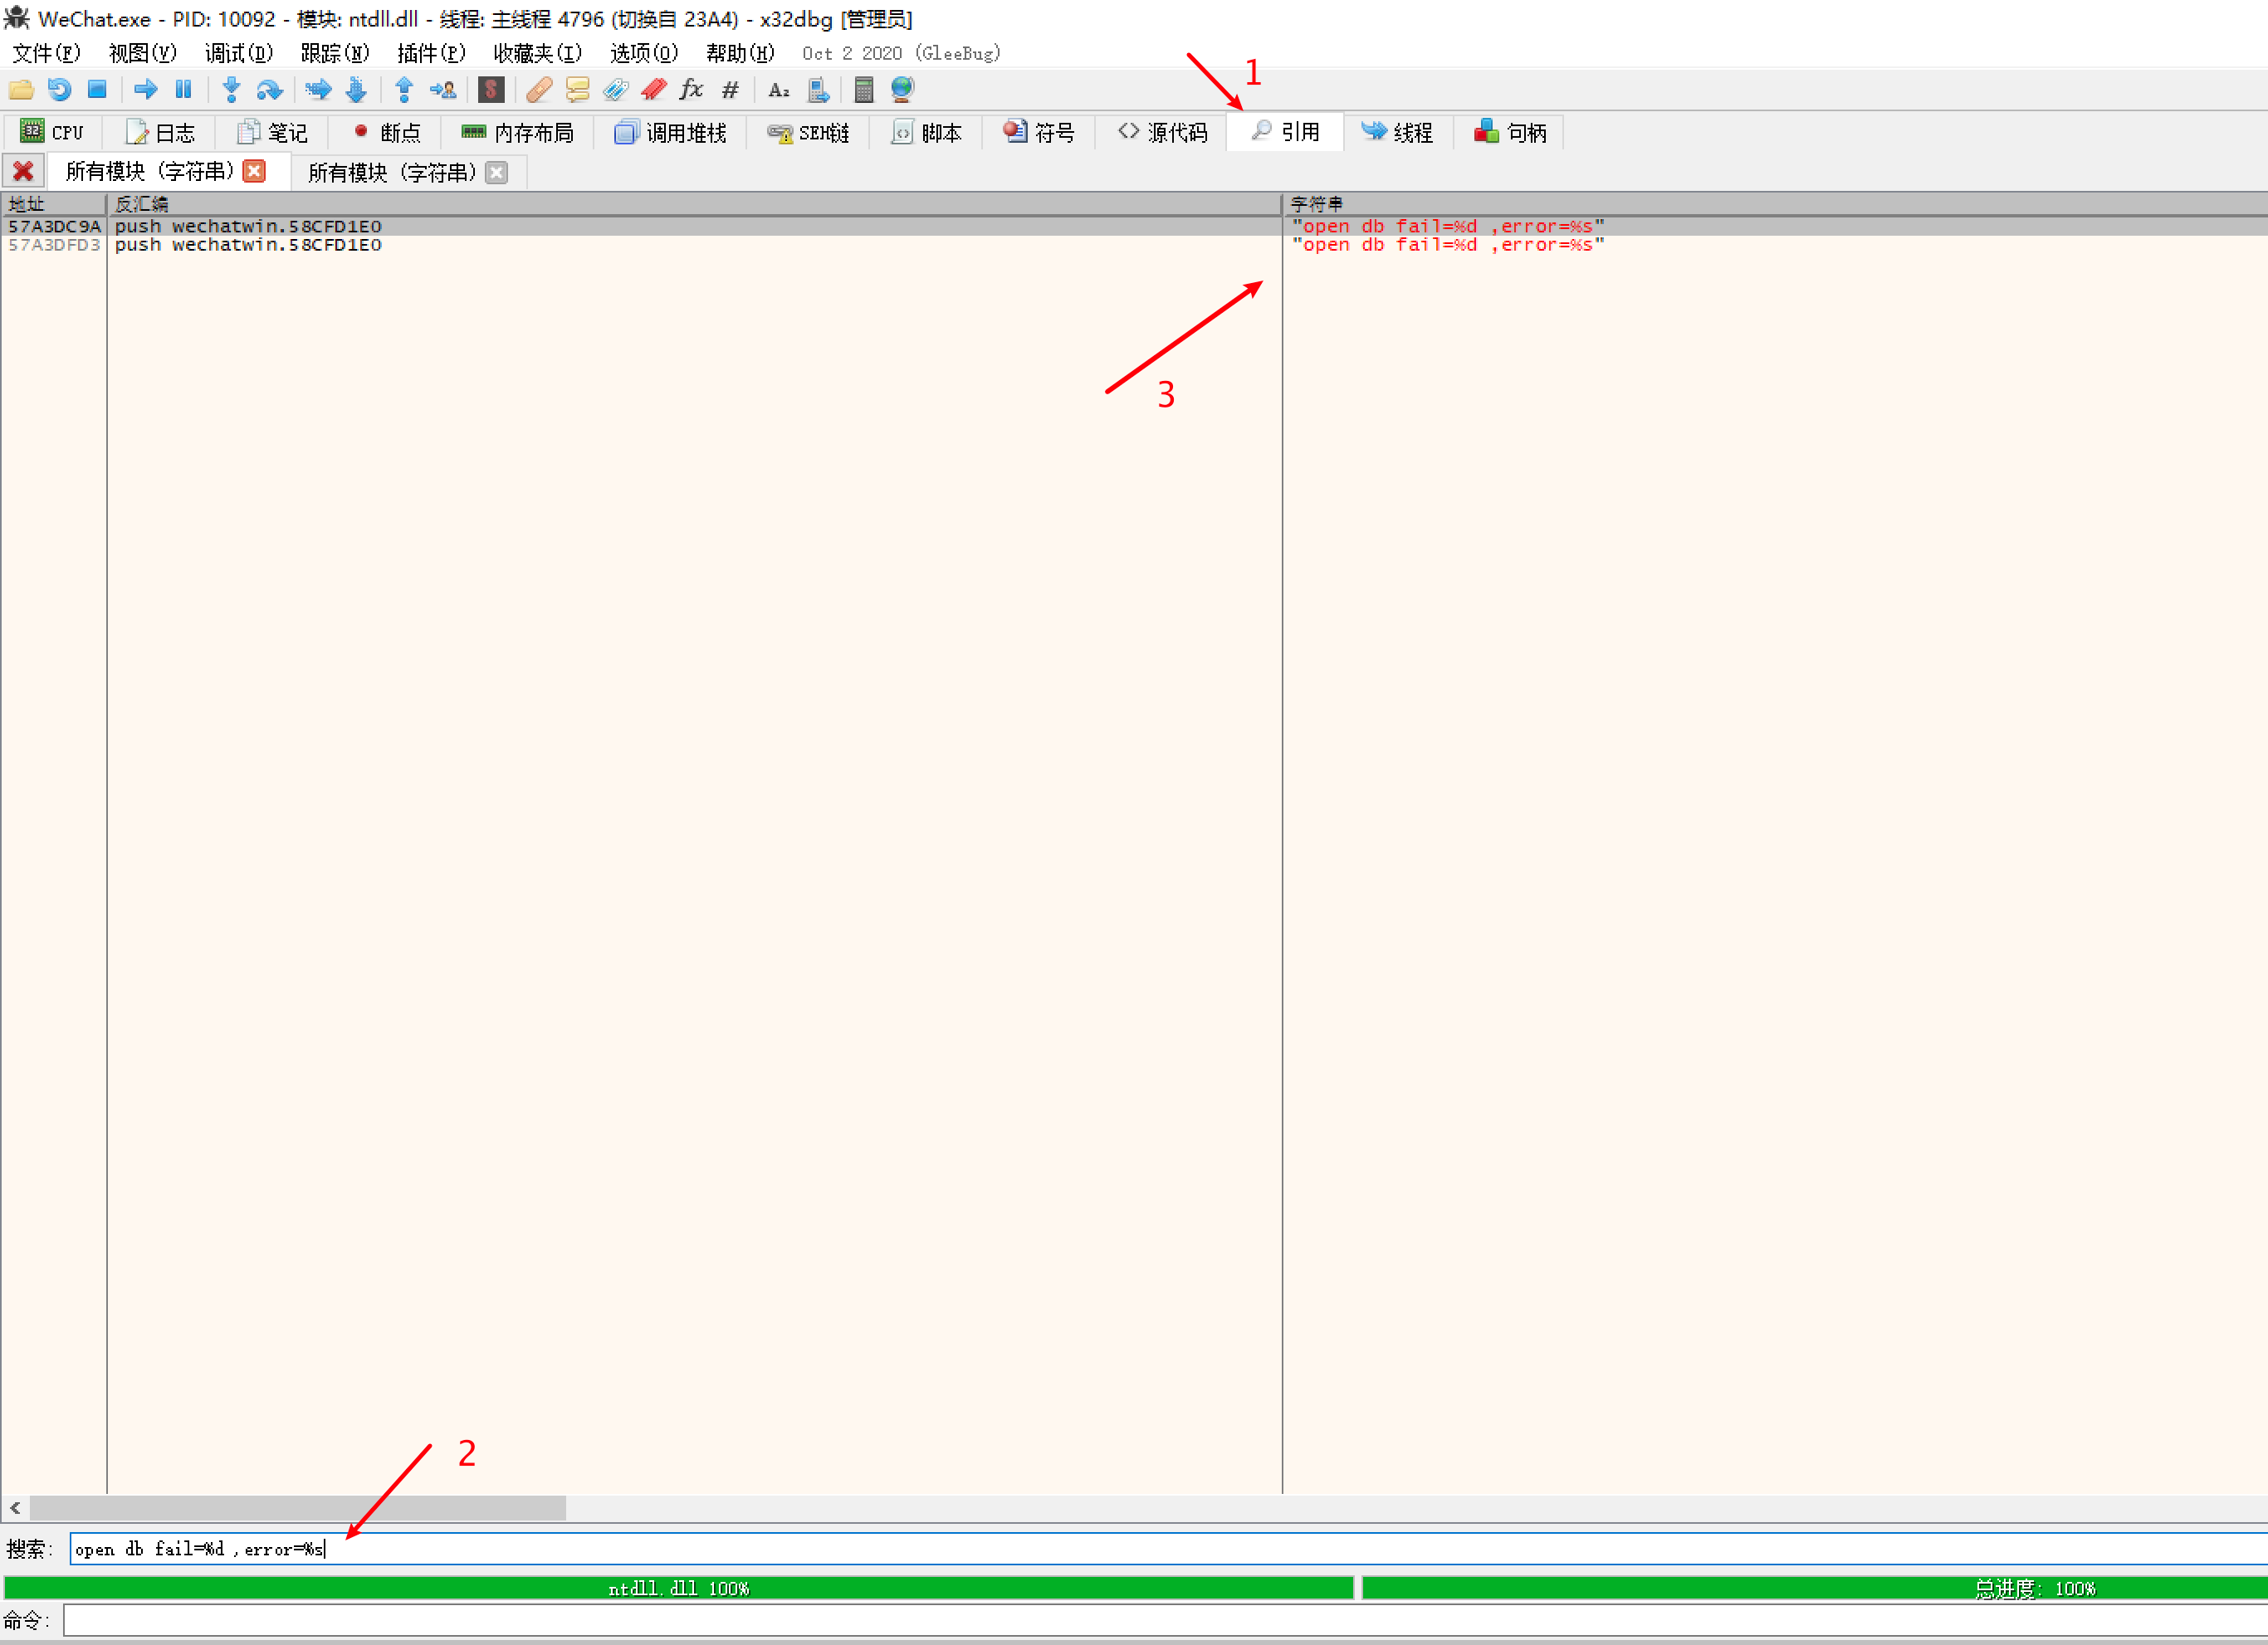 WeChat.exe - PID: 10092 - 模块: ntdll.dll - 线程: 主线程 4796 (切换自 23A4) - x32dbg [管理员]
文件(F) 视图(V) 调试(D) 跟踪(N) 插件(P) 收藏夹(I) 选项(O) 帮助(H) Oct 2 2020 (GleeBug)
1
CPU 日志 笔记 断点 内存布局 调用堆栈 SEH链 脚本 符号 源代码 引用 线程 句柄
所有模块 (字符串) 所有模块 (字符串)
地址 反汇编 字符串
57A3DC9A push wechatwin.58CFD1E0 "open db fail=%d ,error=%s"
57A3DFD3 push wechatwin.58CFD1E0 "open db fail=%d ,error=%s"
3
2
搜索: open db fail=%d ,error=%s
ntdll.dll 100% 总进度: 100%
命令: